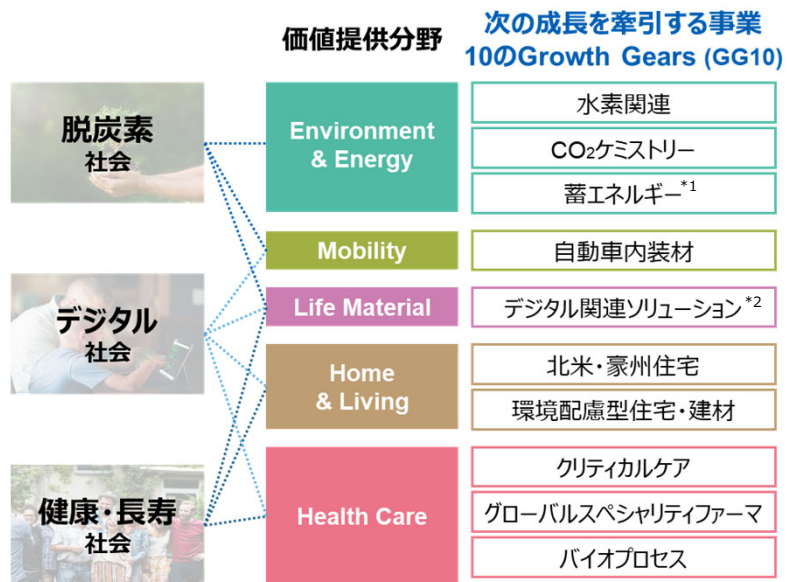 価値提供分野
次の成長を牽引する事業
10のGrowth Gears (GG10)
脱炭素
社会
デジタル
社会
健康・長寿
社会
Environment
& Energy
水素関連
CO₂ケミストリー
蓄エネルギー*1
Mobility
自動車内装材
Life Material
デジタル関連ソリューション*2
Home
& Living
北米・豪州住宅
環境配慮型住宅・建材
Health Care
クリティカルケア
グローバルスペシャリティファーマ
バイオプロセス